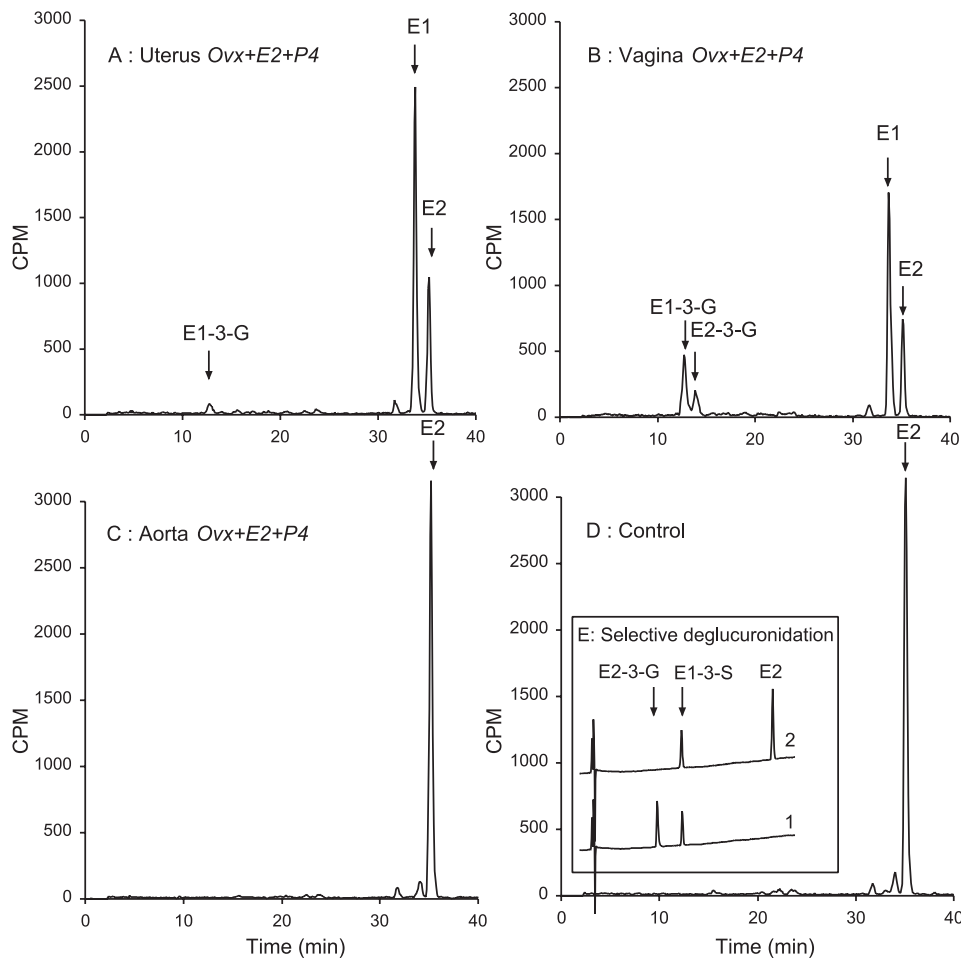 A : Uterus Ovx+E2+P4
E1
E2
E1-3-G
CPM
3000
2500
2000
1500
1000
500
0
0 10 20 30 40
B : Vagina Ovx+E2+P4
E1
E2
E1-3-G
E2-3-G
CPM
3000
2500
2000
1500
1000
500
0
0 10 20 30 40
C : Aorta Ovx+E2+P4
E2
CPM
3000
2500
2000
1500
1000
500
0
0 10 20 30 40
Time (min)
D : Control
E2
CPM
3000
2500
2000
1500
1000
500
0
0 10 20 30 40
Time (min)
E: Selective deglucuronidation
E2-3-G E1-3-S E2
2
1